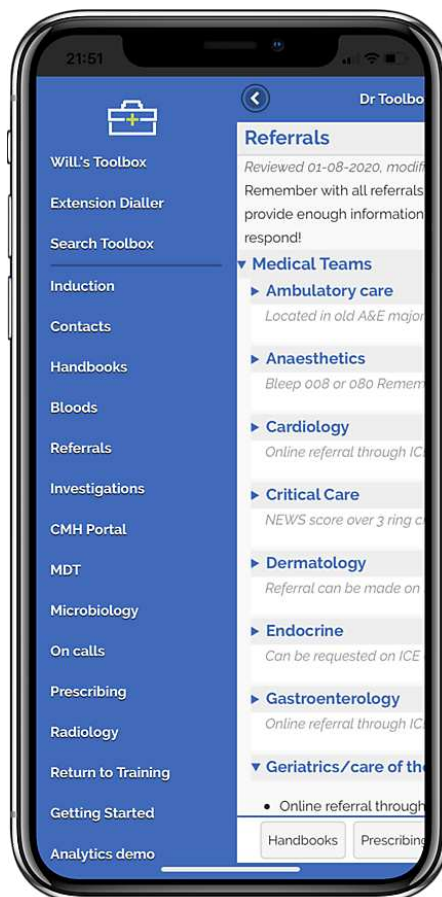 21:51
Will.'s Toolbox
Extension Dialler
Search Toolbox
Induction
Contacts
Handbooks
Bloods
Referrals
Investigations
CMH Portal
MDT
Microbiology
On calls
Prescribing
Radiology
Return to Training
Getting Started
Analytics demo
Dr Toolbo
Referrals
Reviewed 01-08-2020, modifi
Remember with all referrals
provide enough information
respond!
Medical Teams
Ambulatory care
Located in old A&E major
Anaesthetics
Bleep 008 or 080 Remem
Cardiology
Online referral through IC
Critical Care
NEWS score over 3 ring c
Dermatology
Referral can be made on
Endocrine
Can be requested on ICE
Gastroenterology
Online referral through IC
Geriatrics/care of the
• Online referral through
Handbooks
Prescribing